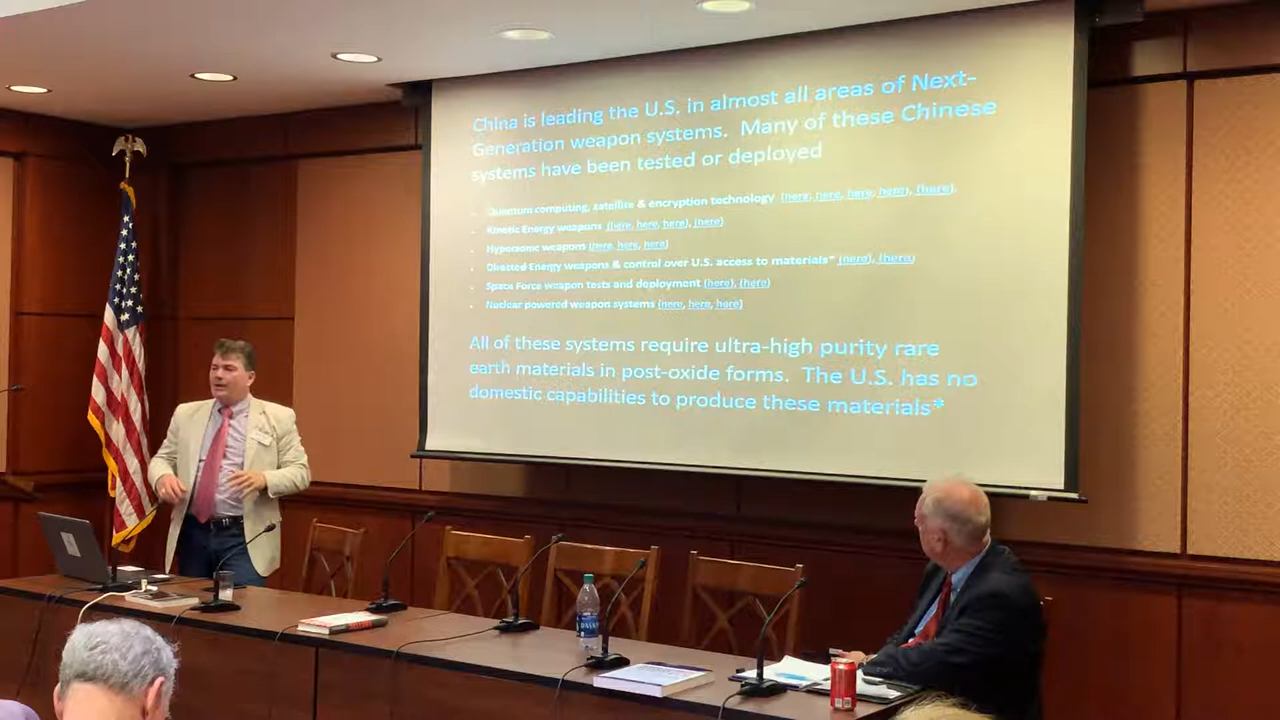 China is leading the U.S. in almost all areas of Next-
Generation weapon systems. Many of these Chinese
systems have been tested or deployed
Quantum computing, satellite & encryption technology (here, here, here, here), (here).
Kinetic Energy weapons (here, here, here), (here)
Hypersonic weapons (here, here, here)
Directed Energy weapons & control over U.S. access to materials* (here), (here)
Space Force weapon tests and deployment (here), (here)
Nuclear powered weapon systems (here, here, here)
All of these systems require ultra-high purity rare
earth materials in post-oxide forms. The U.S. has no
domestic capabilities to produce these materials*